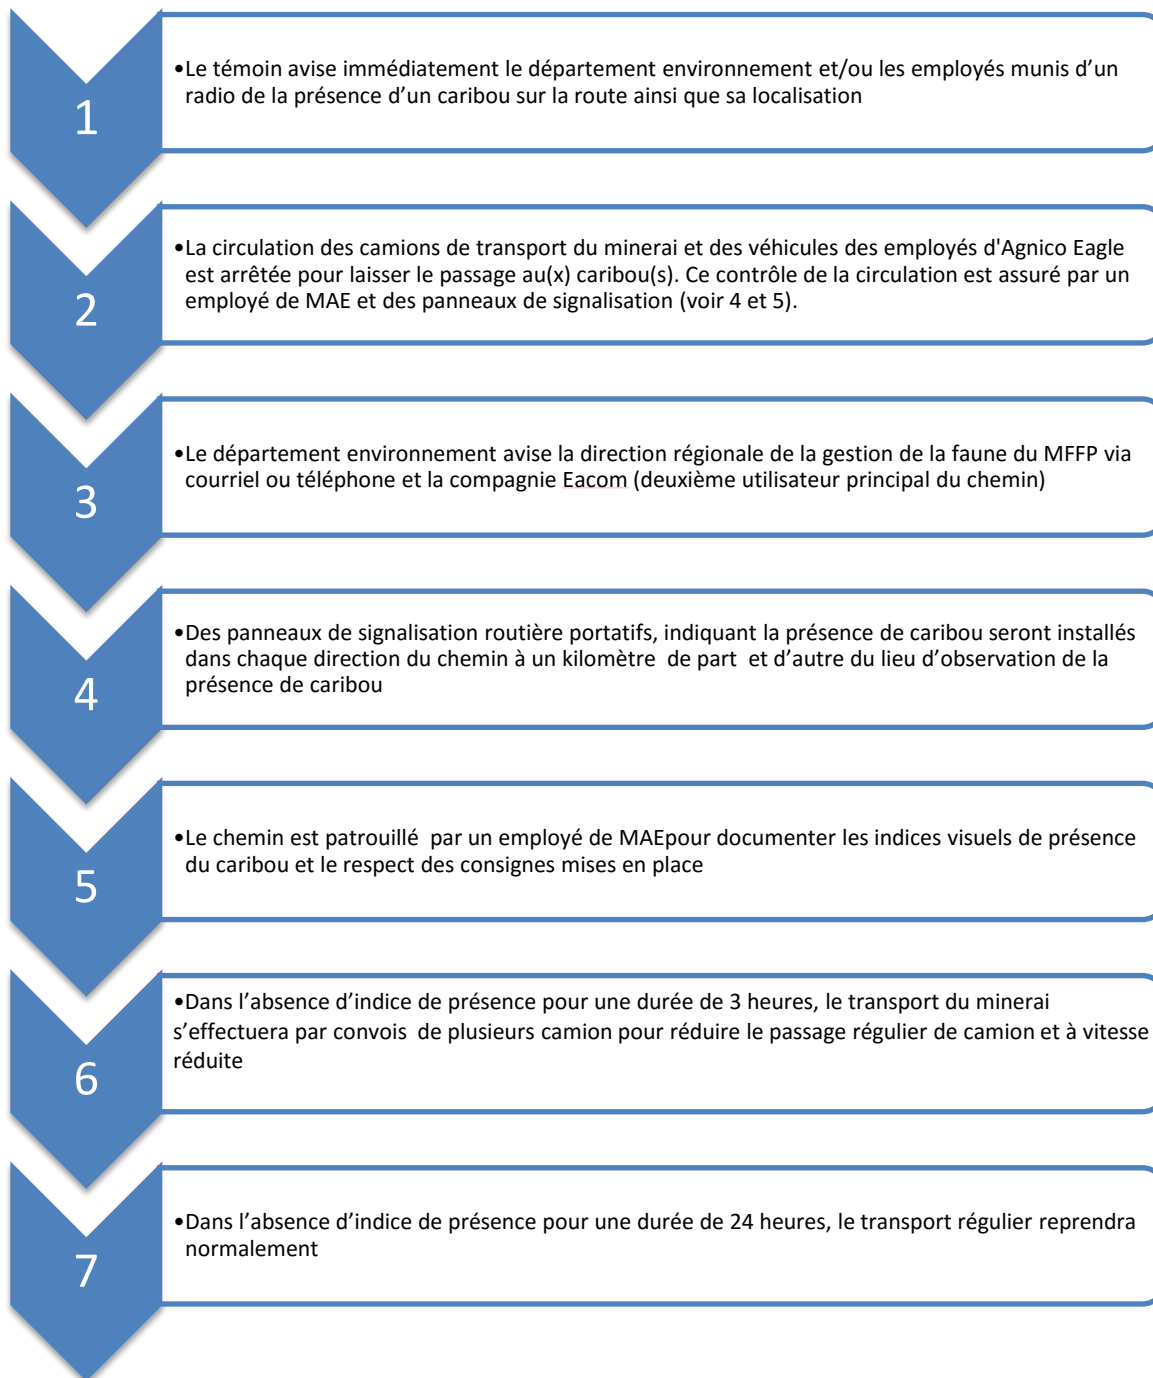 1
•Le témoin avise immédiatement le département environnement et/ou les employés munis d’un
radio de la présence d’un caribou sur la route ainsi que sa localisation
2
•La circulation des camions de transport du minerai et des véhicules des employés d'Agnico Eagle
est arrêtée pour laisser le passage au(x) caribou(s). Ce contrôle de la circulation est assuré par un
employé de MAE et des panneaux de signalisation (voir 4 et 5).
3
•Le département environnement avise la direction régionale de la gestion de la faune du MFFP via
courriel ou téléphone et la compagnie Eacom (deuxième utilisateur principal du chemin)
4
•Des panneaux de signalisation routière portatifs, indiquant la présence de caribou seront installés
dans chaque direction du chemin à un kilomètre de part et d’autre du lieu d’observation de la
présence de caribou
5
•Le chemin est patrouillé par un employé de MAEpour documenter les indices visuels de présence
du caribou et le respect des consignes mises en place
6
•Dans l’absence d’indice de présence pour une durée de 3 heures, le transport du minerai
s’effectuera par convois de plusieurs camion pour réduire le passage régulier de camion et à vitesse
réduite
7
•Dans l’absence d’indice de présence pour une durée de 24 heures, le transport régulier reprendra
normalement